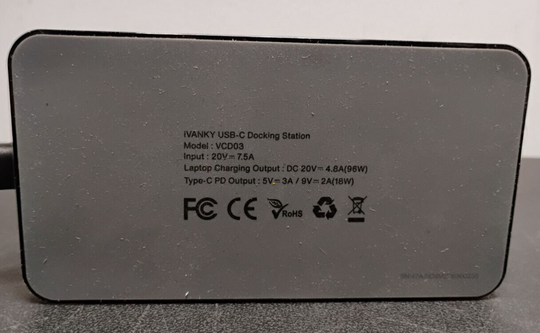 iVANKY USB-C Docking Station
Model : VCD03
Input : 20V⎓7.5A
Laptop Charging Output : DC 20V⎓4.8A(96W)
Type-C PD Output : 5V⎓3A / 9V⎓2A(18W)
FC CE RoHS